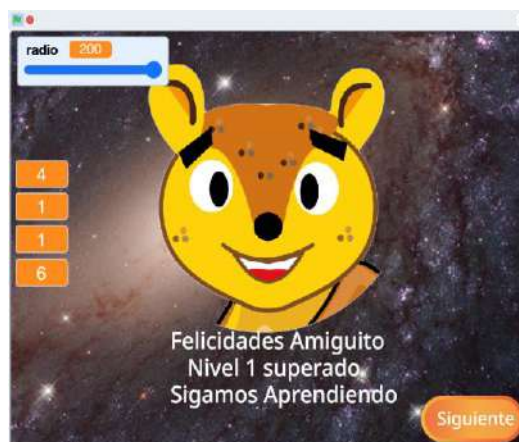 radio 200
4
1
1
6
Felicidades Amiguito
Nivel 1 superado.
Sigamos Aprendiendo
Siguiente